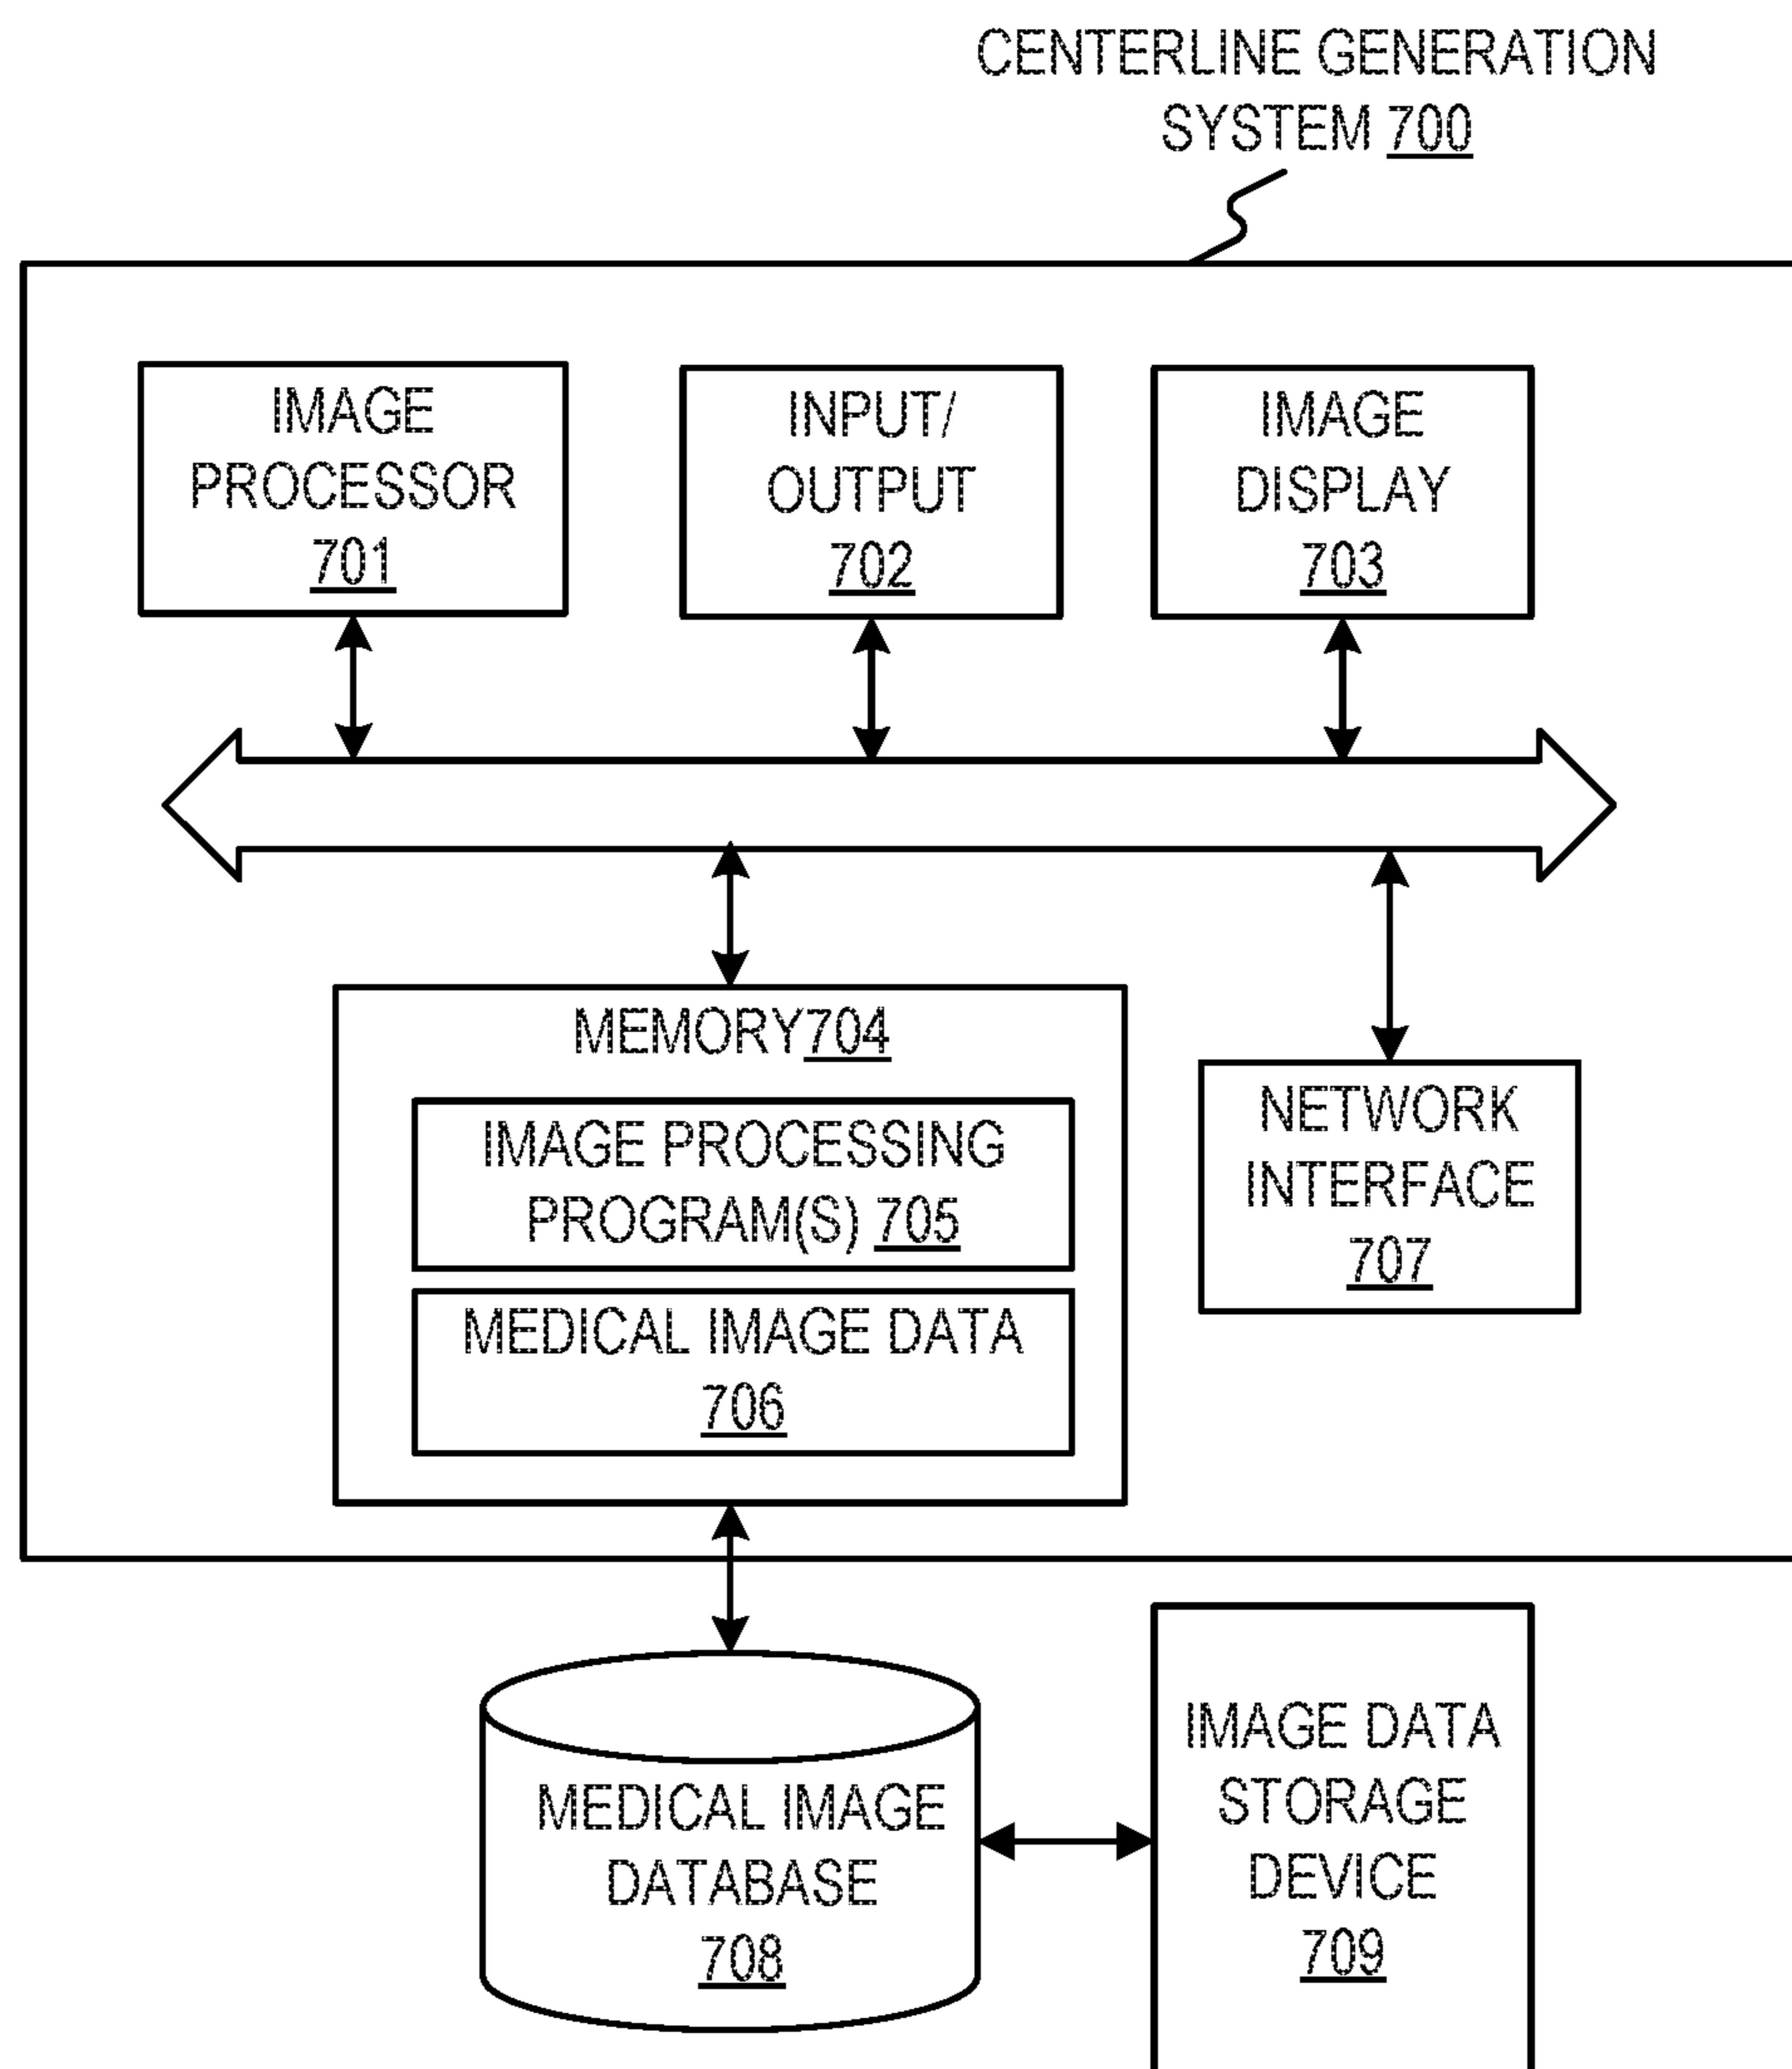 CENTERLINE GENERATION
SYSTEM 700
IMAGE
PROCESSOR
701
INPUT/
OUTPUT
702
IMAGE
DISPLAY
703
MEMORY704
IMAGE PROCESSING
PROGRAM(S) 705
MEDICAL IMAGE DATA
706
NETWORK
INTERFACE
707
MEDICAL IMAGE
DATABASE
708
IMAGE DATA
STORAGE
DEVICE
709